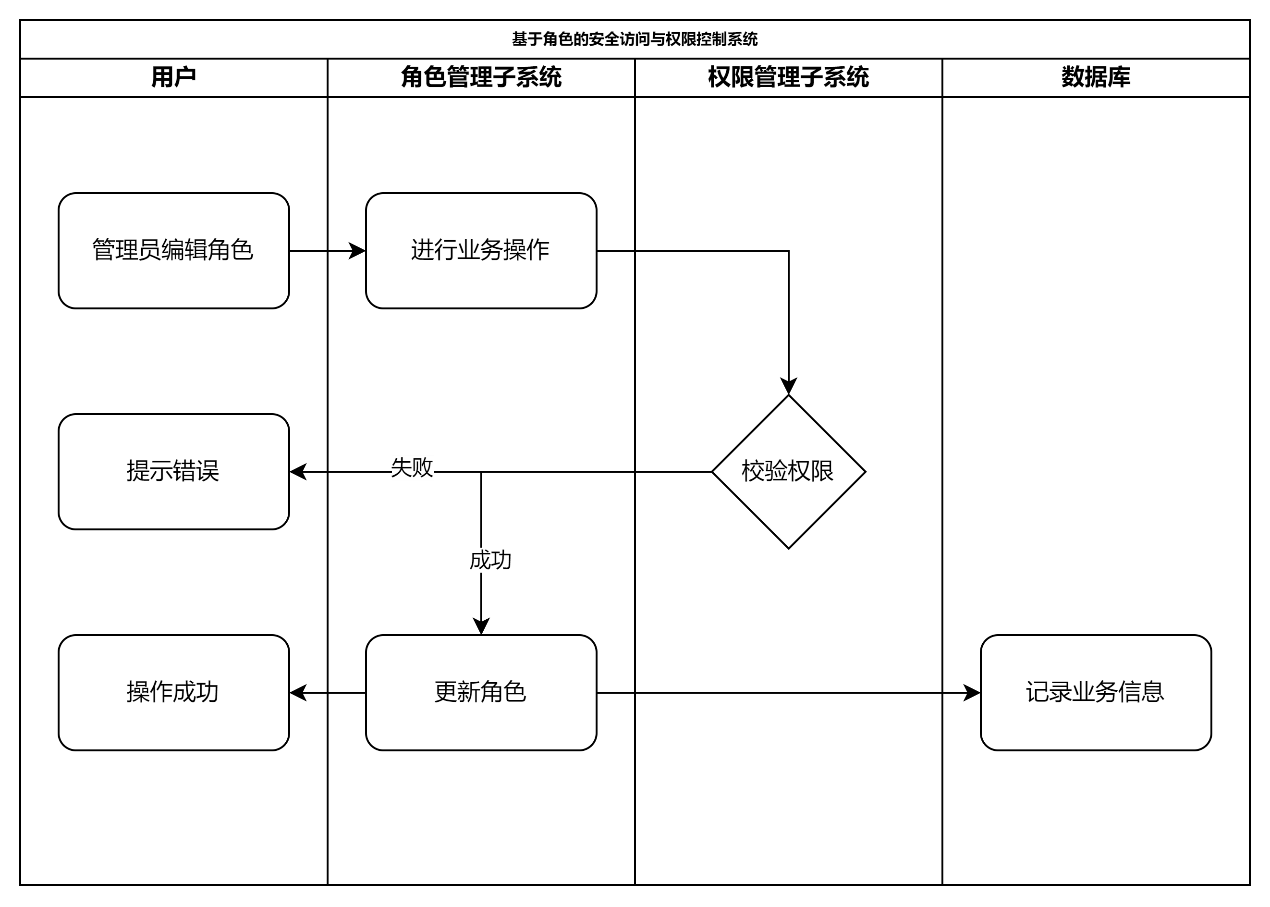 基于角色的安全访问与权限控制系统
用户
角色管理子系统
权限管理子系统
数据库
管理员编辑角色
进行业务操作
提示错误
失败
校验权限
成功
操作成功
更新角色
记录业务信息